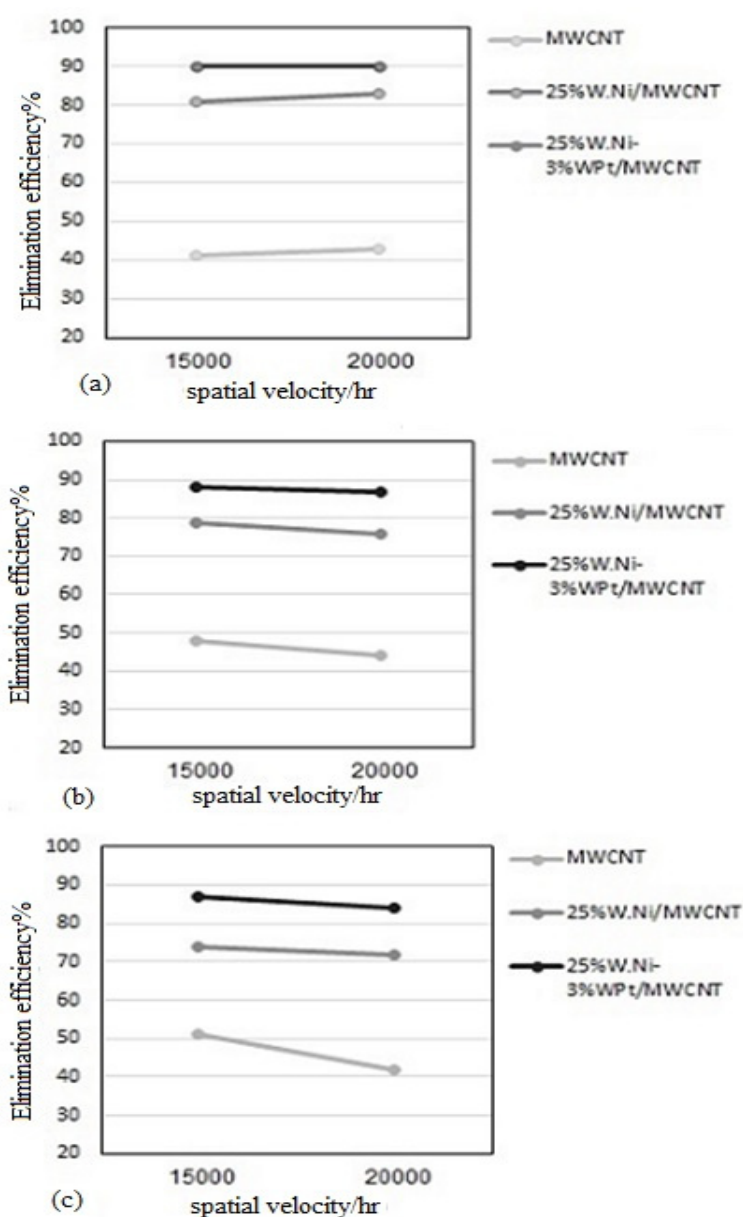 100
90
80
70
60
50
40
30
20
Elimination efficiency%
15000 20000
spatial velocity/hr
(a)
MWCNT
25%W.Ni/MWCNT
25%W.Ni-
3%WPt/MWCNT
100
90
80
70
60
50
40
30
20
Elimination efficiency%
15000 20000
spatial velocity/hr
(b)
MWCNT
25%W.Ni/MWCNT
25%W.Ni-
3%WPt/MWCNT
100
90
80
70
60
50
40
30
20
Elimination efficiency%
15000 20000
spatial velocity/hr
(c)
MWCNT
25%W.Ni/MWCNT
25%W.Ni-
3%WPt/MWCNT